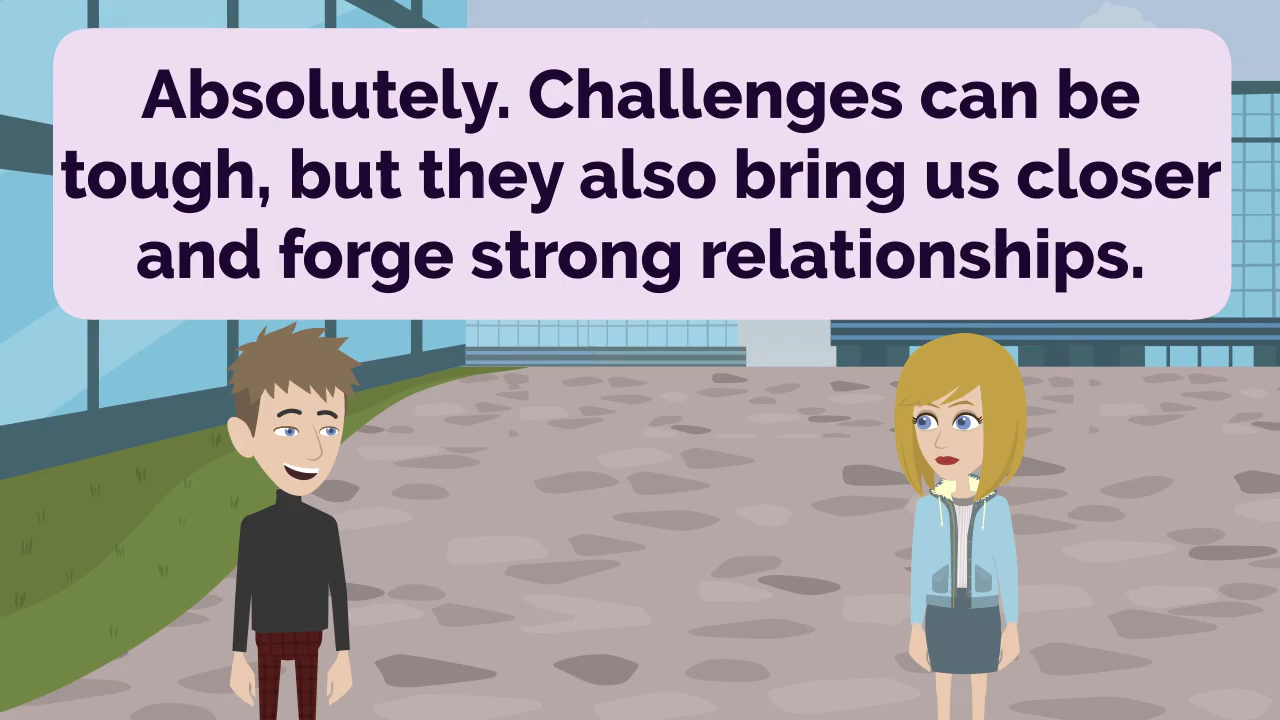 Absolutely. Challenges can be
tough, but they also bring us closer
and forge strong relationships.